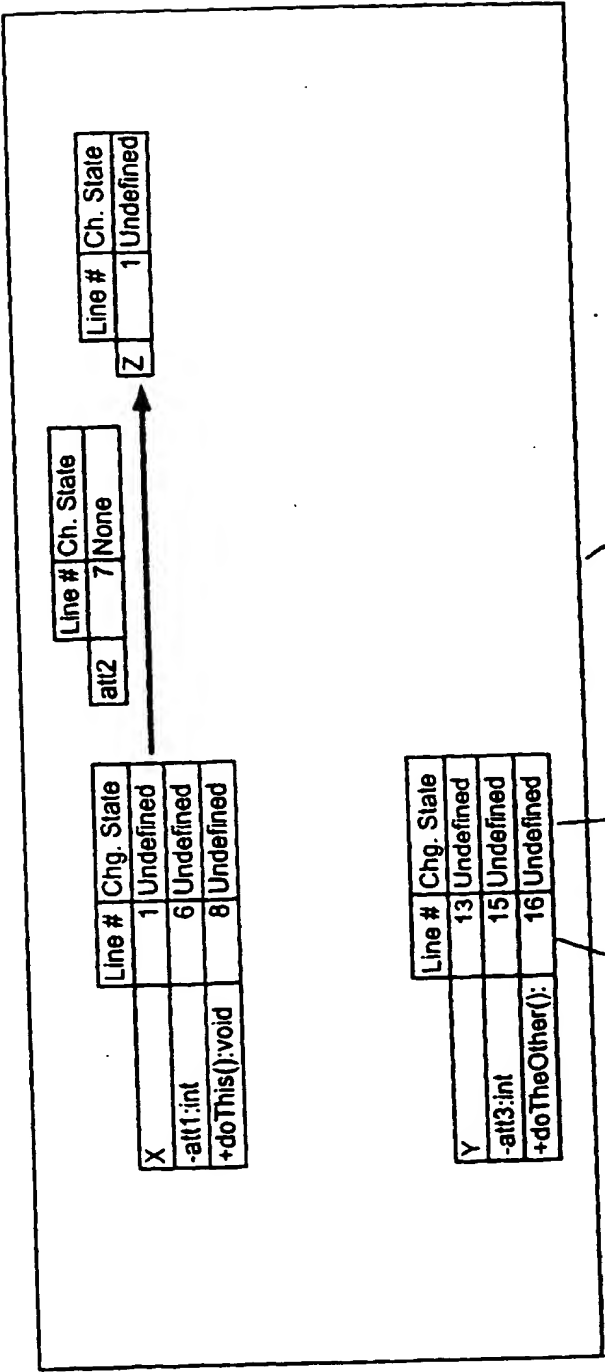 Line # Ch. State
att2 7 None
Line # Ch. State
Z 1 Undefined
Line # Chg. State
X 1 Undefined
-att1:int 6 Undefined
+doThis():void 8 Undefined
Line # Chg. State
Y 13 Undefined
-att3:int 15 Undefined
+doTheOther(): 16 Undefined